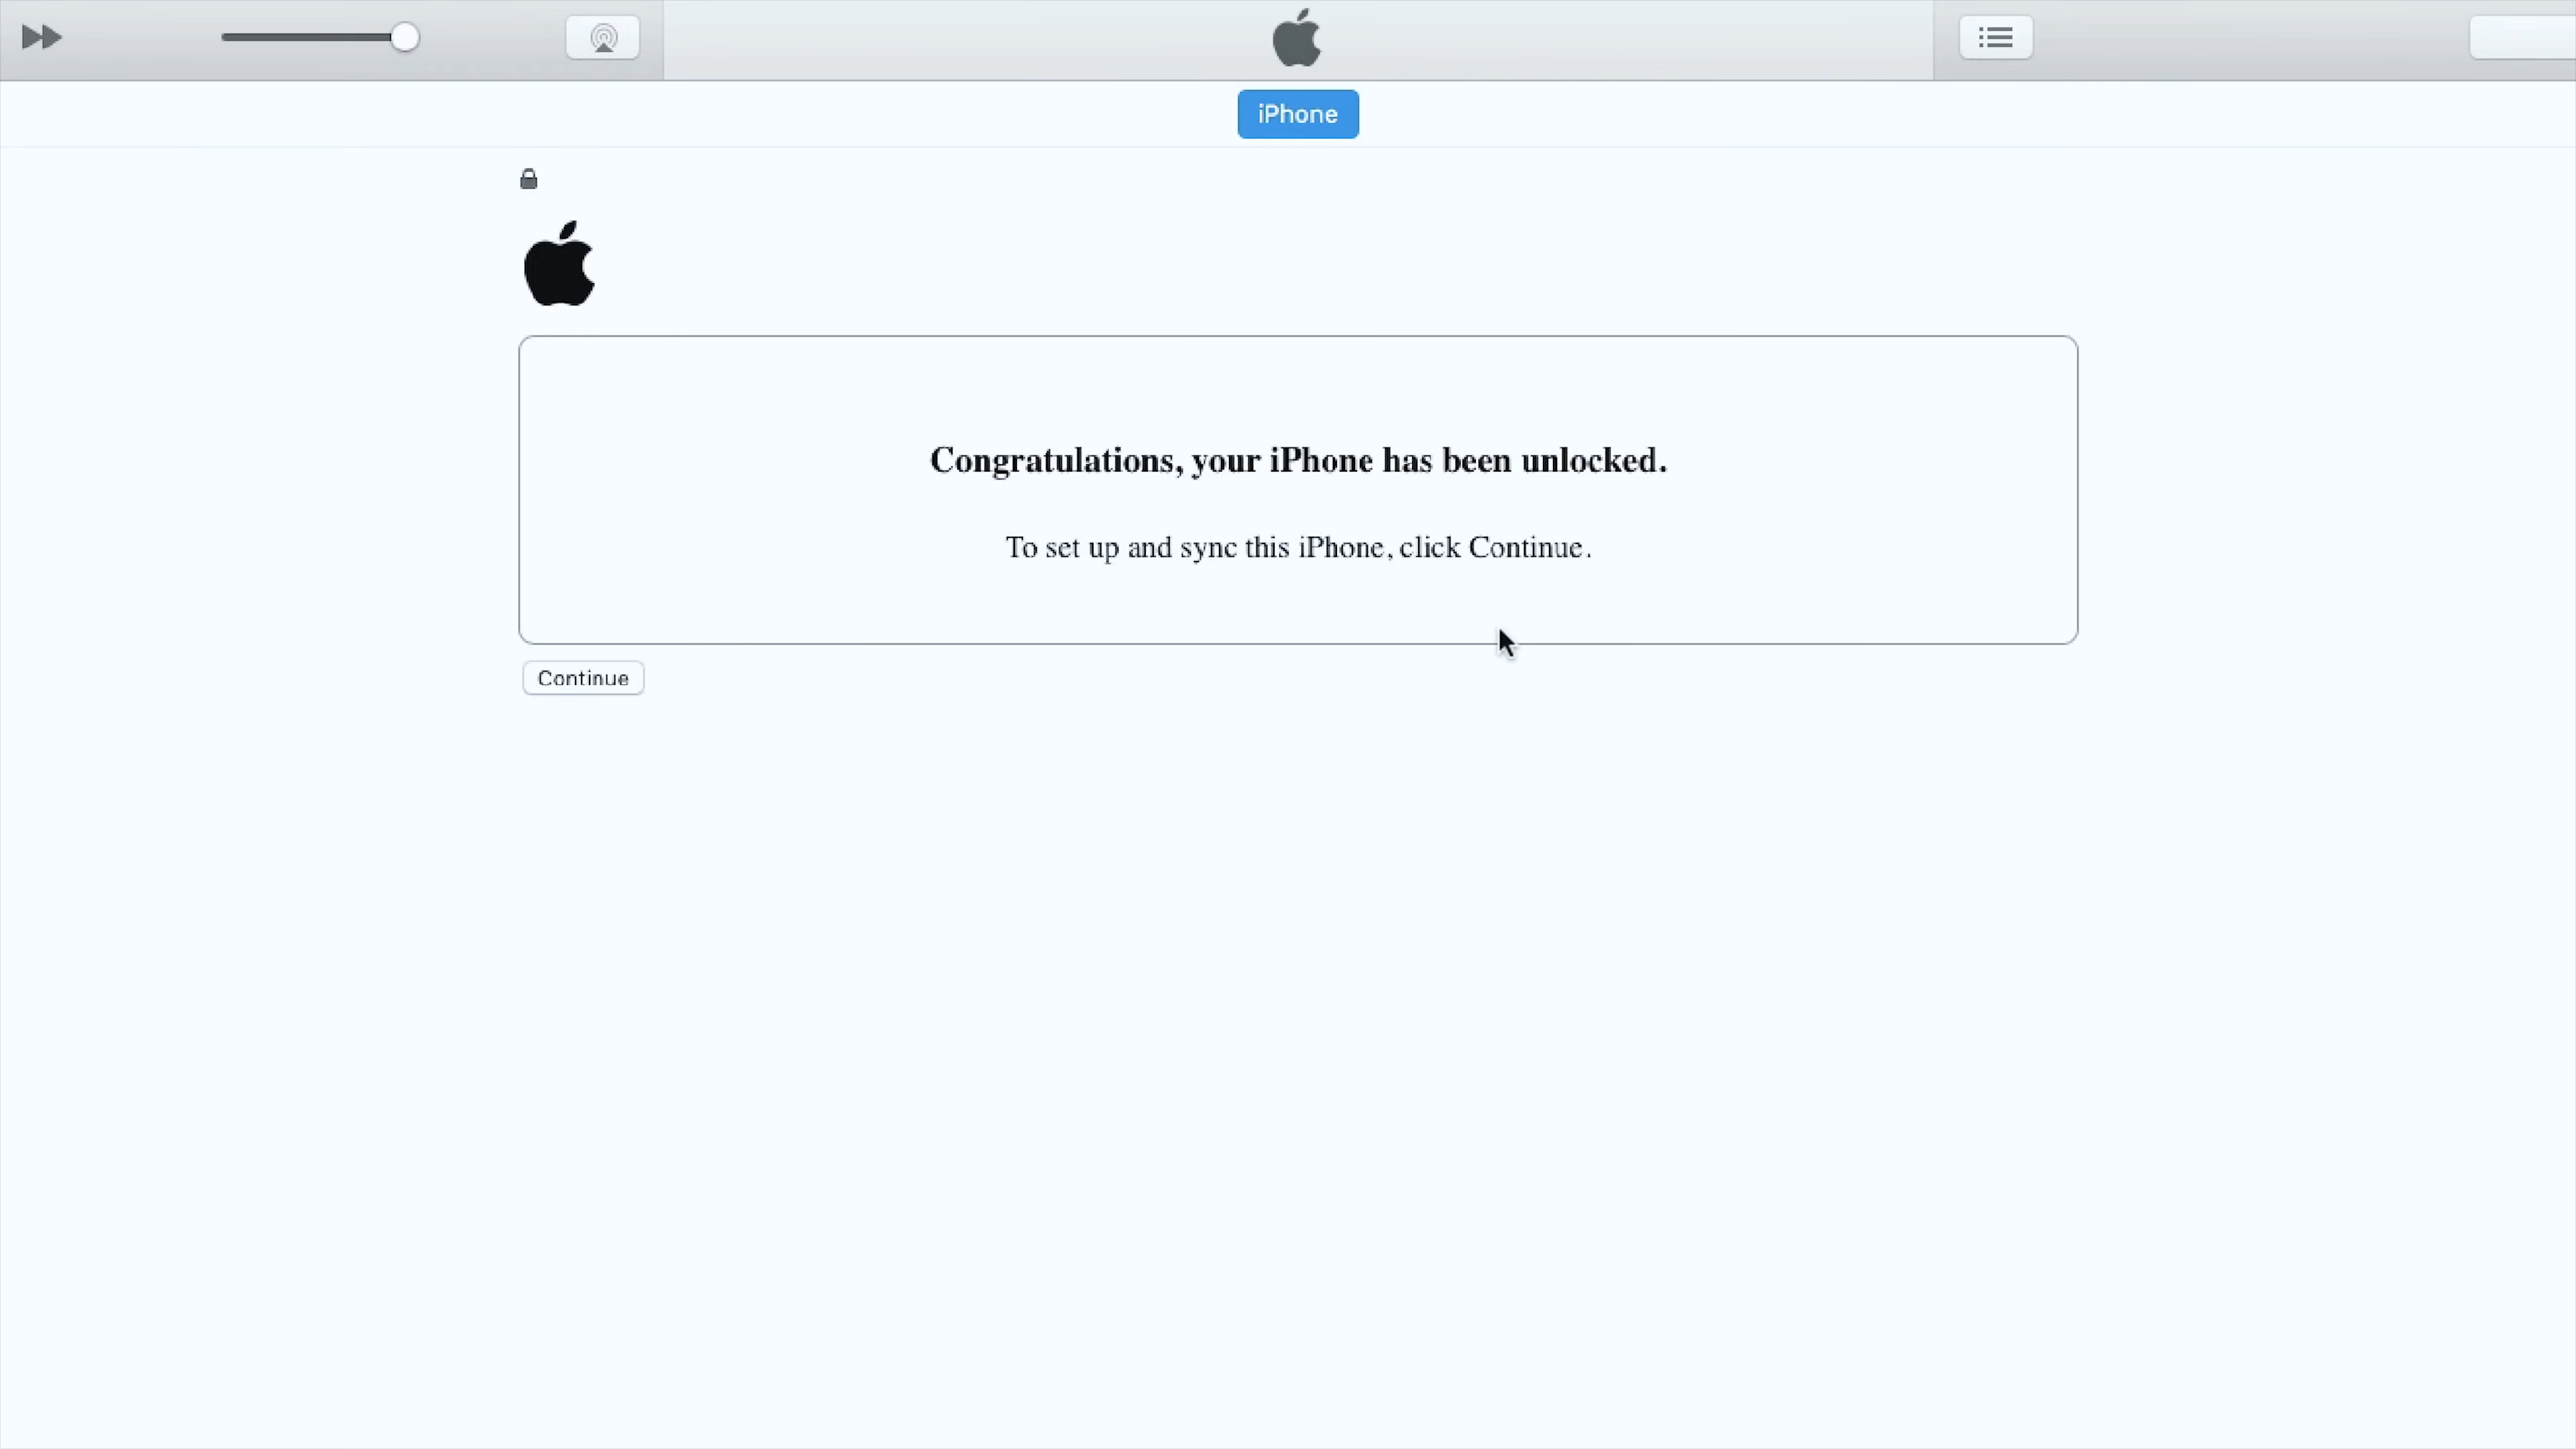 iPhone
Congratulations, your iPhone has been unlocked.
To set up and sync this iPhone, click Continue.
Continue